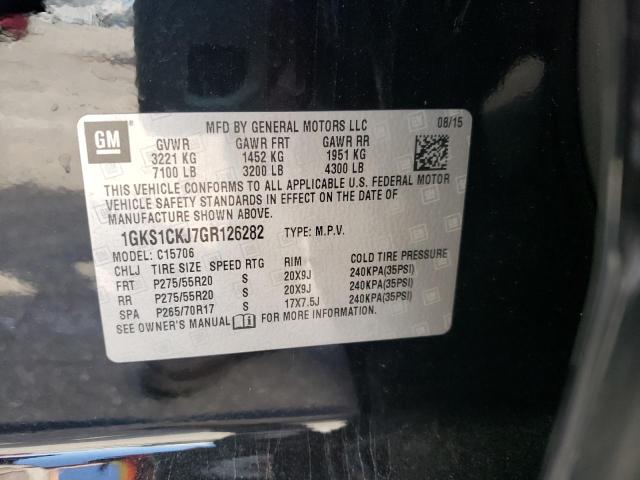 GM
MFD BY GENERAL MOTORS LLC 08/15
GVWR GAWR FRT GAWR RR
3221 KG 1452 KG 1951 KG
7100 LB 3200 LB 4300 LB
THIS VEHICLE CONFORMS TO ALL APPLICABLE U.S. FEDERAL MOTOR
VEHICLE SAFETY STANDARDS IN EFFECT ON THE DATE OF
MANUFACTURE SHOWN ABOVE.
1GKS1CKJ7GR126282 TYPE: M.P.V.
MODEL: C15706
CHLJ TIRE SIZE SPEED RTG RIM COLD TIRE PRESSURE
FRT P275/55R20 S 20X9J 240KPA(35PSI)
RR P275/55R20 S 20X9J 240KPA(35PSI)
SPA P265/70R17 S 17X7.5J 240KPA(35PSI)
SEE OWNER'S MANUAL FOR MORE INFORMATION.